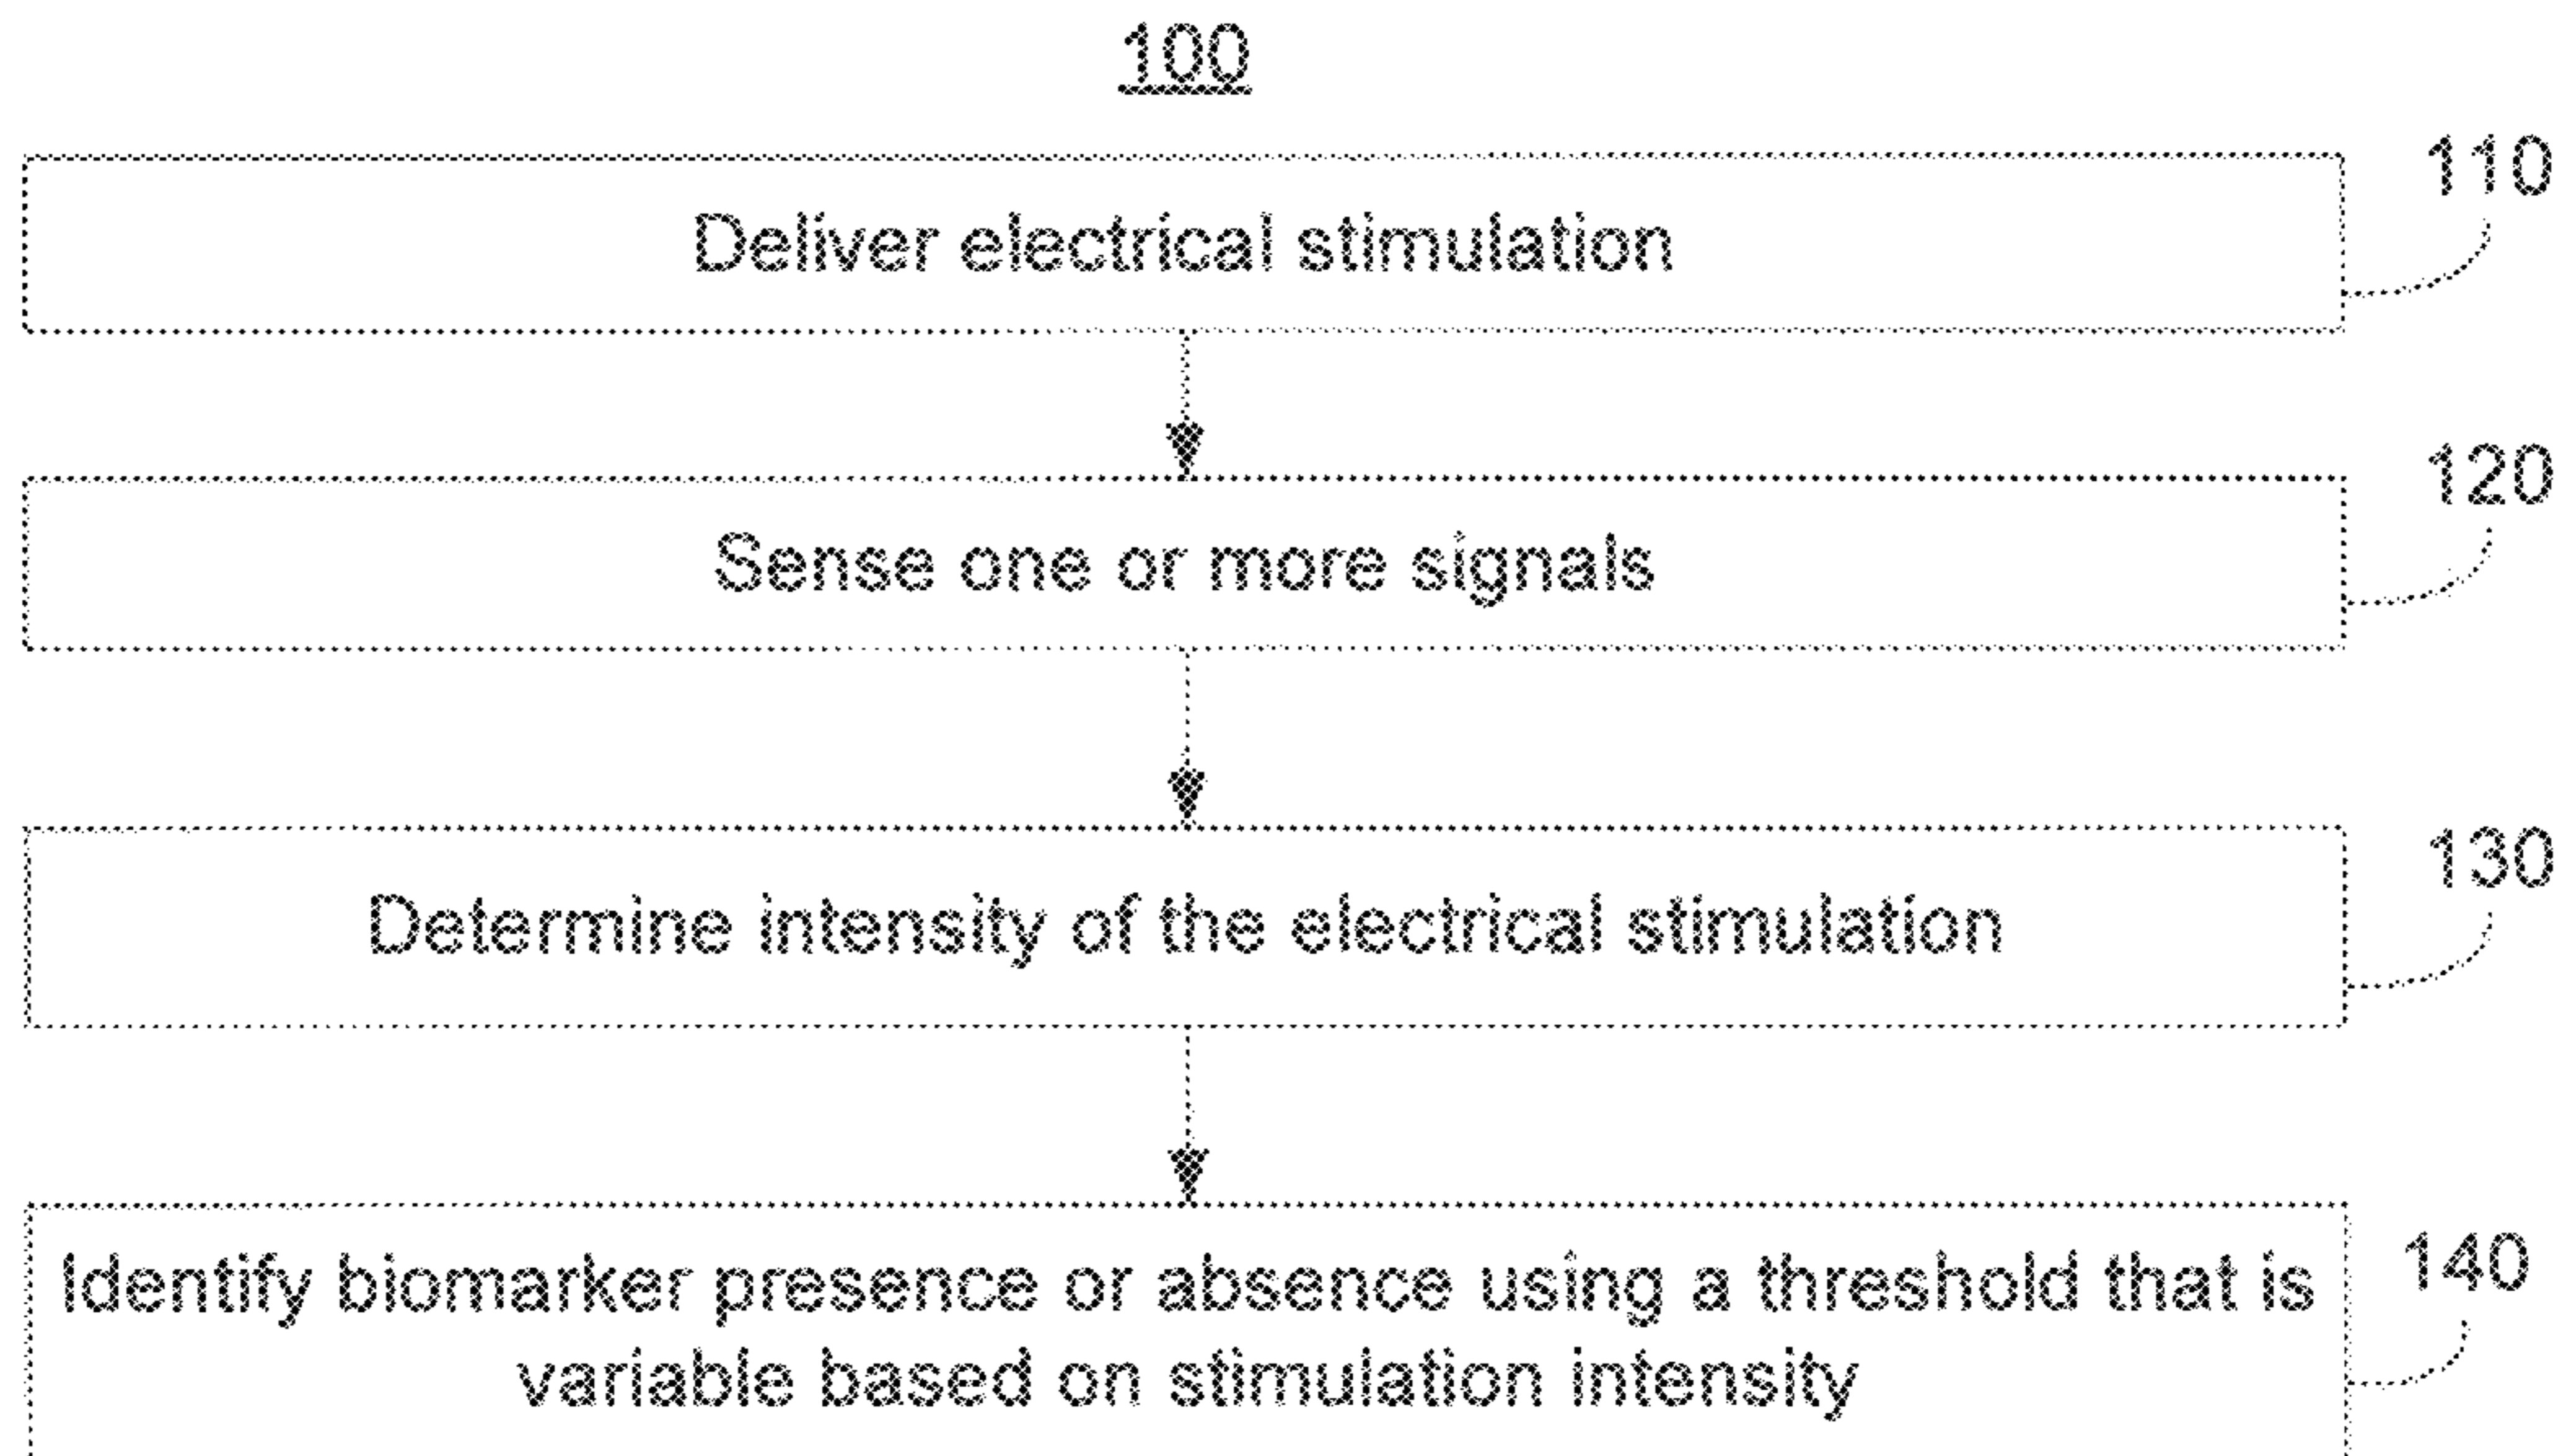 100
110
Deliver electrical stimulation
120
Sense one or more signals
130
Determine intensity of the electrical stimulation
140
Identify biomarker presence or absence using a threshold that is
variable based on stimulation intensity